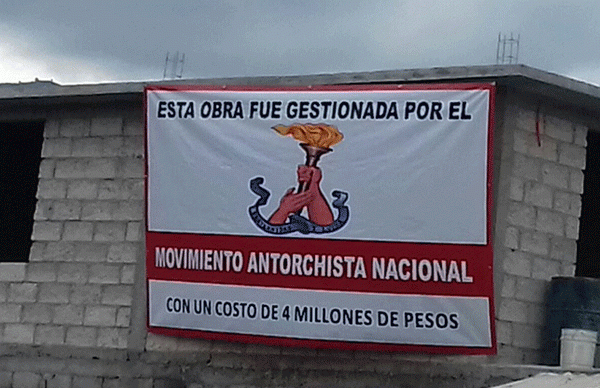 ESTA OBRA FUE GESTIONADA POR EL
MOVIMIENTO ANTORCHISTA NACIONAL
CON UN COSTO DE 4 MILLONES DE PESOS